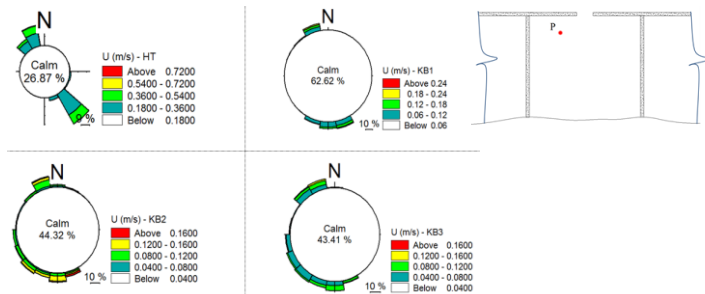 N
Calm
26.87 %
9 %
U (m/s) - HT
Above 0.7200
0.5400 - 0.7200
0.3600 - 0.5400
0.1800 - 0.3600
Below 0.1800
N
Calm
62.62 %
10 %
U (m/s) - KB1
Above 0.24
0.18 - 0.24
0.12 - 0.18
0.06 - 0.12
Below 0.06
P
N
Calm
44.32 %
10 %
U (m/s) - KB2
Above 0.1600
0.1200 - 0.1600
0.0800 - 0.1200
0.0400 - 0.0800
Below 0.0400
N
Calm
43.41 %
10 %
U (m/s) - KB3
Above 0.1600
0.1200 - 0.1600
0.0800 - 0.1200
0.0400 - 0.0800
Below 0.0400